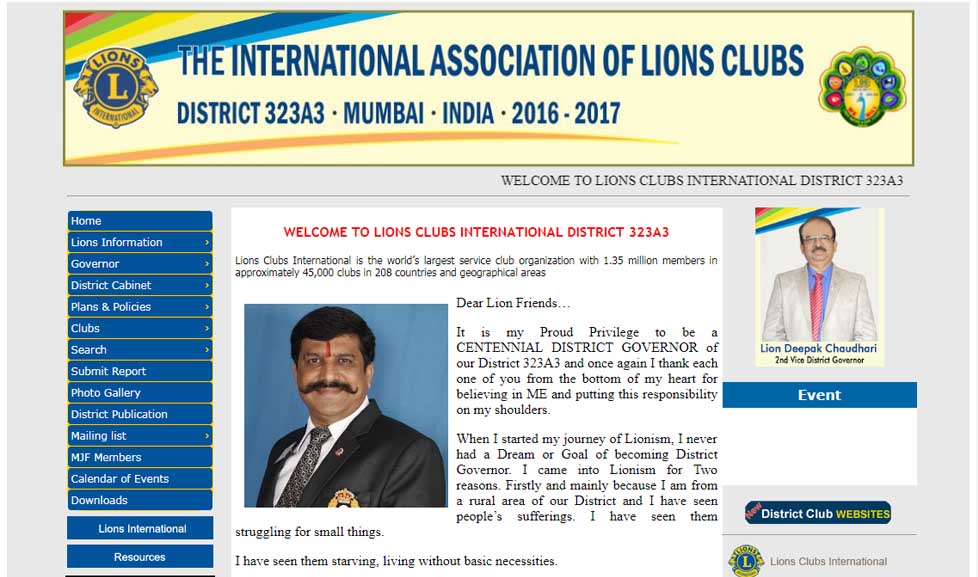 LIONS
L
INTERNATIONAL
THE INTERNATIONAL ASSOCIATION OF LIONS CLUBS
DISTRICT 323A3 · MUMBAI · INDIA · 2016 - 2017
WELCOME TO LIONS CLUBS INTERNATIONAL DISTRICT 323A3
Home
Lions Information ›
Governor ›
District Cabinet ›
Plans & Policies ›
Clubs ›
Search ›
Submit Report
Photo Gallery
District Publication
Mailing list ›
MJF Members
Calendar of Events
Downloads
Lions International
Resources
WELCOME TO LIONS CLUBS INTERNATIONAL DISTRICT 323A3
Lions Clubs International is the world's largest service club organization with 1.35 million members in
approximately 45,000 clubs in 208 countries and geographical areas
Dear Lion Friends…
It is my Proud Privilege to be a
CENTENNIAL DISTRICT GOVERNOR of
our District 323A3 and once again I thank each
one of you from the bottom of my heart for
believing in ME and putting this responsibility
on my shoulders.
When I started my journey of Lionism, I never
had a Dream or Goal of becoming District
Governor. I came into Lionism for Two
reasons. Firstly and mainly because I am from
a rural area of our District and I have seen
people's sufferings. I have seen them
struggling for small things.
I have seen them starving, living without basic necessities.
Lion Deepak Chaudhari
2nd Vice District Governor
Event
New
District Club WEBSITES
LIONS
L
Lions Clubs International